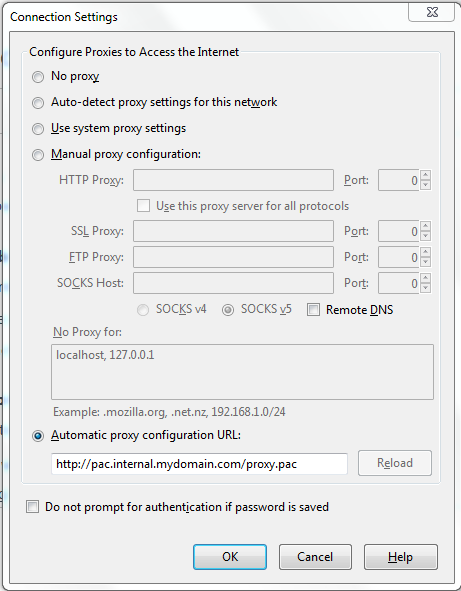 Connection Settings
Configure Proxies to Access the Internet
No proxy
Auto-detect proxy settings for this network
Use system proxy settings
Manual proxy configuration:
HTTP Proxy: Port: 0
Use this proxy server for all protocols
SSL Proxy: Port: 0
FTP Proxy: Port: 0
SOCKS Host: Port: 0
SOCKS v4 SOCKS v5 Remote DNS
No Proxy for:
localhost, 127.0.0.1
Example: .mozilla.org, .net.nz, 192.168.1.0/24
Automatic proxy configuration URL:
http://pac.internal.mydomain.com/proxy.pac Reload
Do not prompt for authentication if password is saved
OK Cancel Help